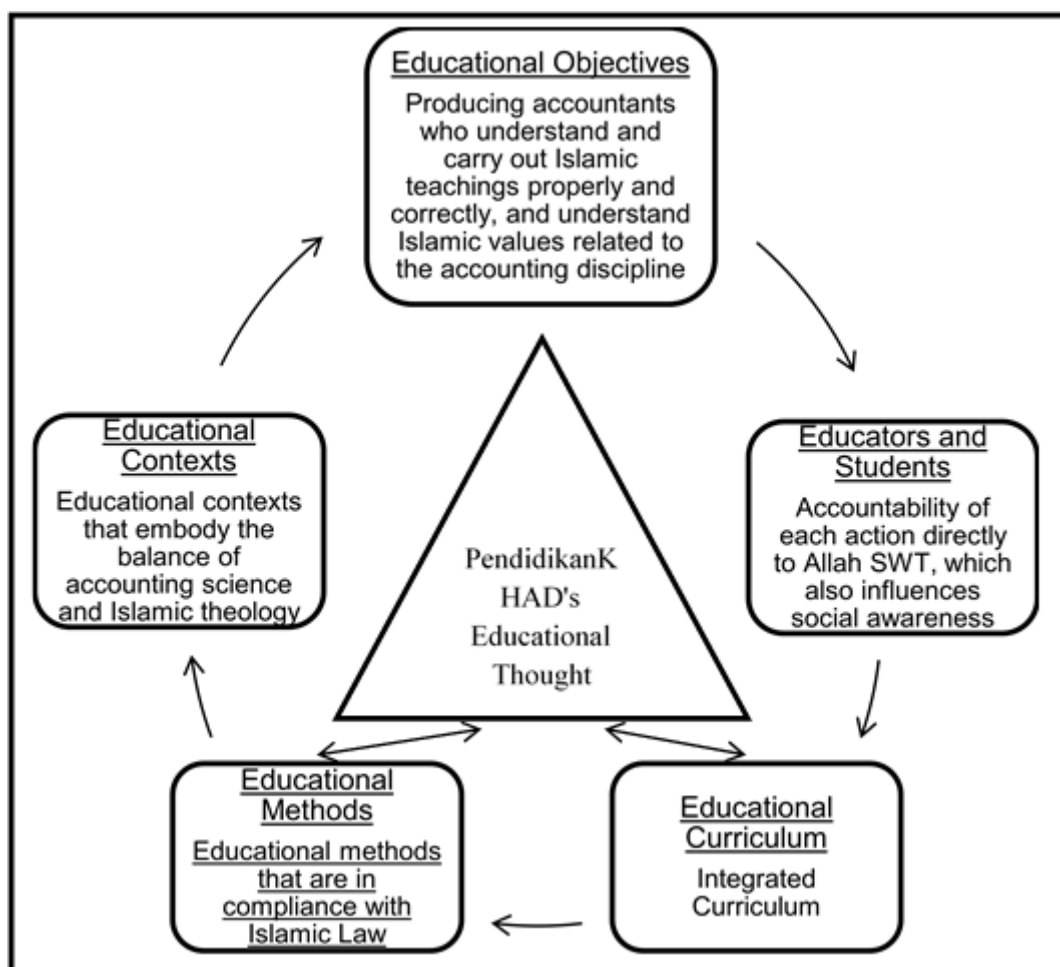 Educational Objectives
Producing accountants
who understand and
carry out Islamic
teachings properly and
correctly, and understand
Islamic values related to
the accounting discipline
Educators and
Students
Accountability of
each action directly
to Allah SWT, which
also influences
social awareness
Educational
Curriculum
Integrated
Curriculum
Educational
Methods
Educational methods
that are in
compliance with
Islamic Law
Educational
Contexts
Educational contexts
that embody the
balance of
accounting science
and Islamic theology
PendidikanK
HAD's
Educational
Thought